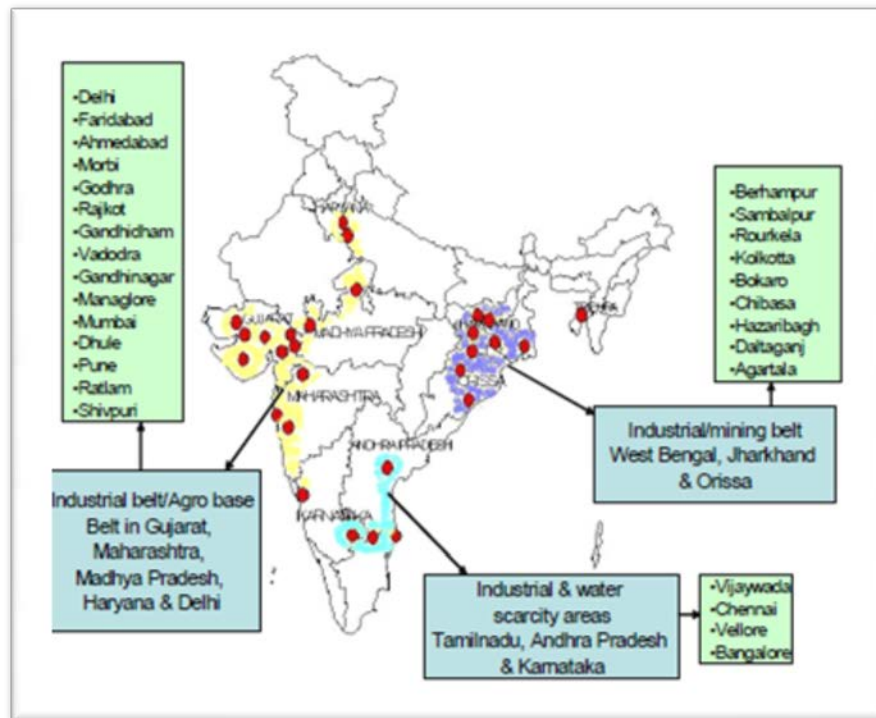 •Delhi
•Faridabad
•Ahmedabad
•Morbi
•Godhra
•Rajkot
•Gandhidham
•Vadodra
•Gandhinagar
•Managlore
•Mumbai
•Dhule
•Pune
•Ratlam
•Shivpuri
Industrial belt/Agro base
Belt in Gujarat,
Maharashtra,
Madhya Pradesh,
Haryana & Delhi
GUJARAT
MADHYA PRADESH
MAHARASHTRA
ORISSA
ANDHRA PRADESH
KARNATAKA
•Berhampur
•Sambalpur
•Rourkela
•Kolkotta
•Bokaro
•Chibasa
•Hazaribagh
•Daltaganj
•Agartala
Industrial/mining belt
West Bengal, Jharkhand
& Orissa
Industrial & water
scarcity areas
Tamilnadu, Andhra Pradesh
& Karnataka
•Vijaywada
•Chennai
•Vellore
•Bangalore